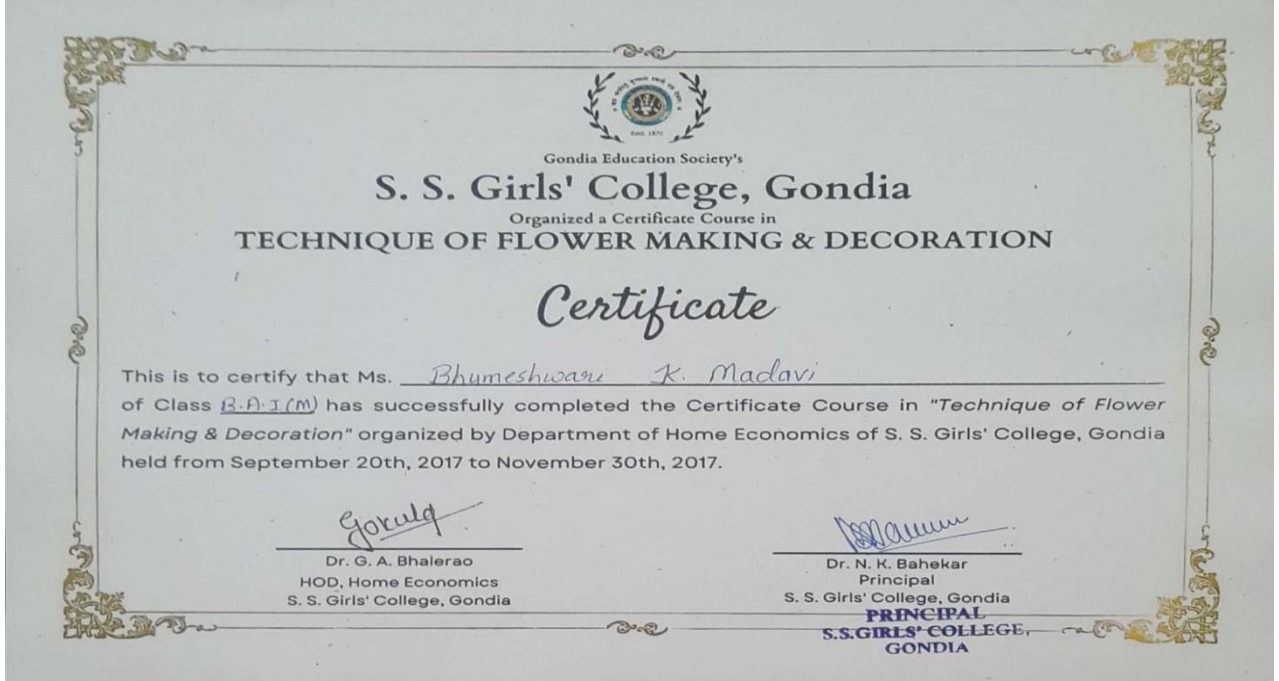 Gondia Education Society's
S. S. Girls' College, Gondia
Organized a Certificate Course in
TECHNIQUE OF FLOWER MAKING & DECORATION
Certificate
This is to certify that Ms. Bhumeshwari K. Madavi
of Class B.A.I(M) has successfully completed the Certificate Course in "Technique of Flower
Making & Decoration" organized by Department of Home Economics of S. S. Girls' College, Gondia
held from September 20th, 2017 to November 30th, 2017.
Dr. G. A. Bhalerao
HOD, Home Economics
S. S. Girls' College, Gondia
Dr. N. K. Bahekar
Principal
S. S. Girls' College, Gondia
PRINCIPAL
S.S.GIRLS' COLLEGE,
GONDIA